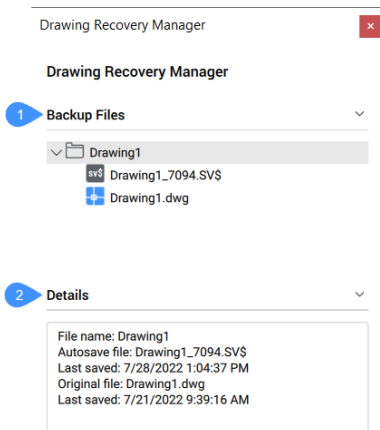 Drawing Recovery Manager
Drawing Recovery Manager
1 Backup Files
Drawing1
SV$ Drawing1_7094.SV$
Drawing1.dwg
2 Details
File name: Drawing1
Autosave file: Drawing1_7094.SV$
Last saved: 7/28/2022 1:04:37 PM
Original file: Drawing1.dwg
Last saved: 7/21/2022 9:39:16 AM